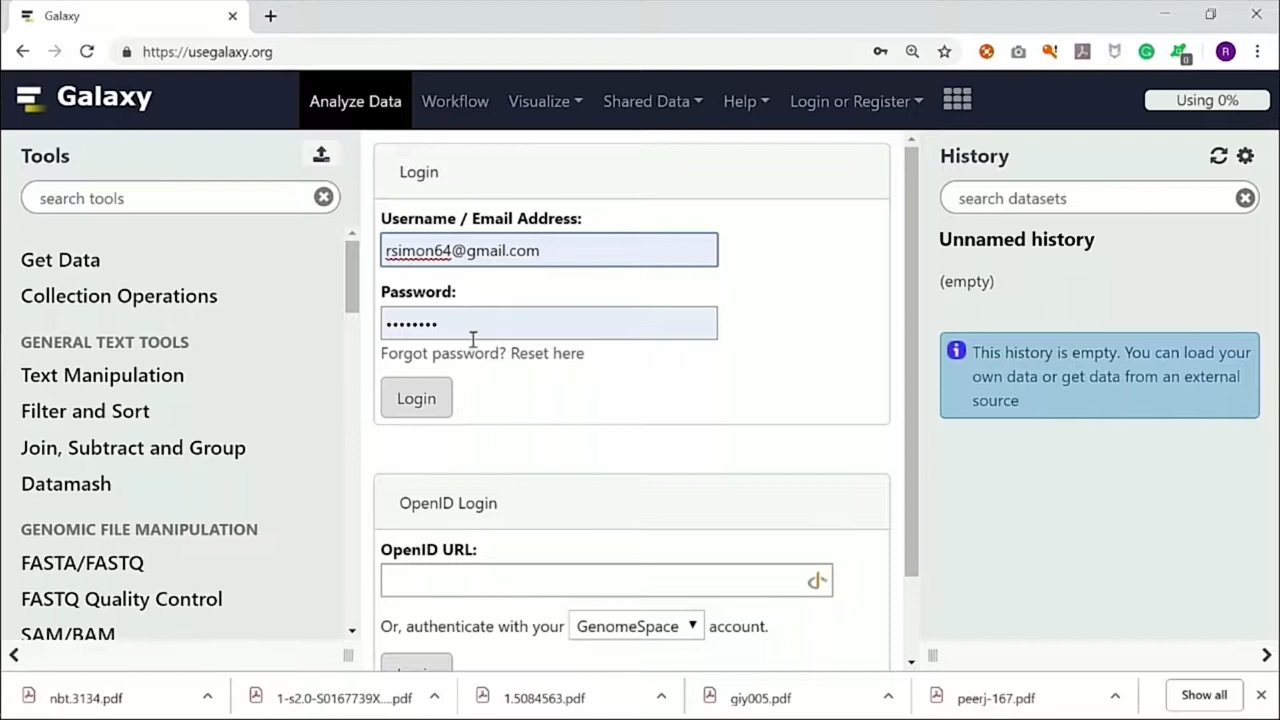 Galaxy
https://usegalaxy.org
0
R
Galaxy
Analyze Data
Workflow
Visualize
Shared Data
Help
Login or Register
Using 0%
Tools
search tools
Get Data
Collection Operations
GENERAL TEXT TOOLS
Text Manipulation
Filter and Sort
Join, Subtract and Group
Datamash
GENOMIC FILE MANIPULATION
FASTA/FASTQ
FASTQ Quality Control
SAM/BAM
Login
Username / Email Address:
rsimon64@gmail.com
Password:
••••••••
Forgot password? Reset here
Login
OpenID Login
OpenID URL:
Or, authenticate with your GenomeSpace account.
History
search datasets
Unnamed history
(empty)
This history is empty. You can load your
own data or get data from an external
source
nbt.3134.pdf
1-s2.0-S0167739X....pdf
1.5084563.pdf
giy005.pdf
peerj-167.pdf
Show all